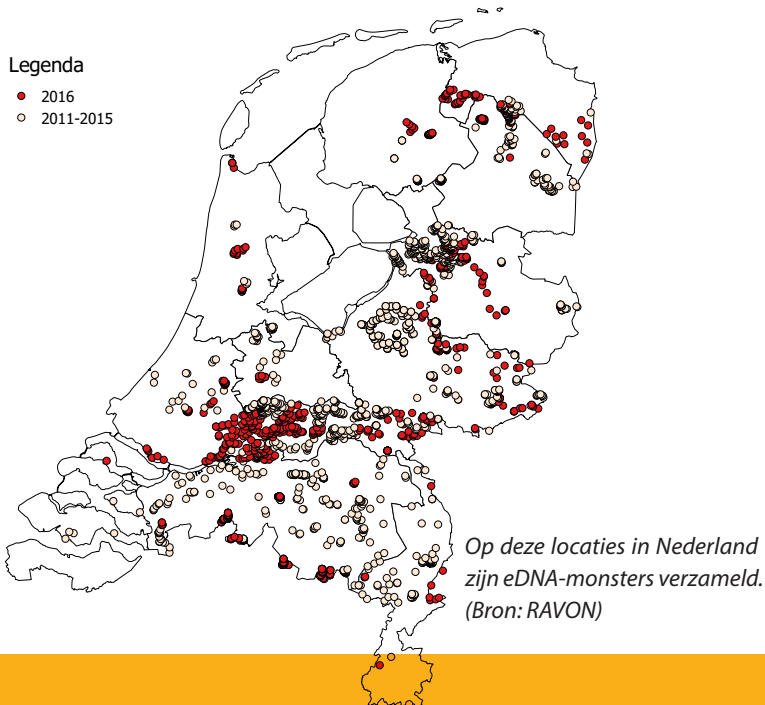 Legenda
2016
2011-2015
Op deze locaties in Nederland
zijn eDNA-monsters verzameld.
(Bron: RAVON)